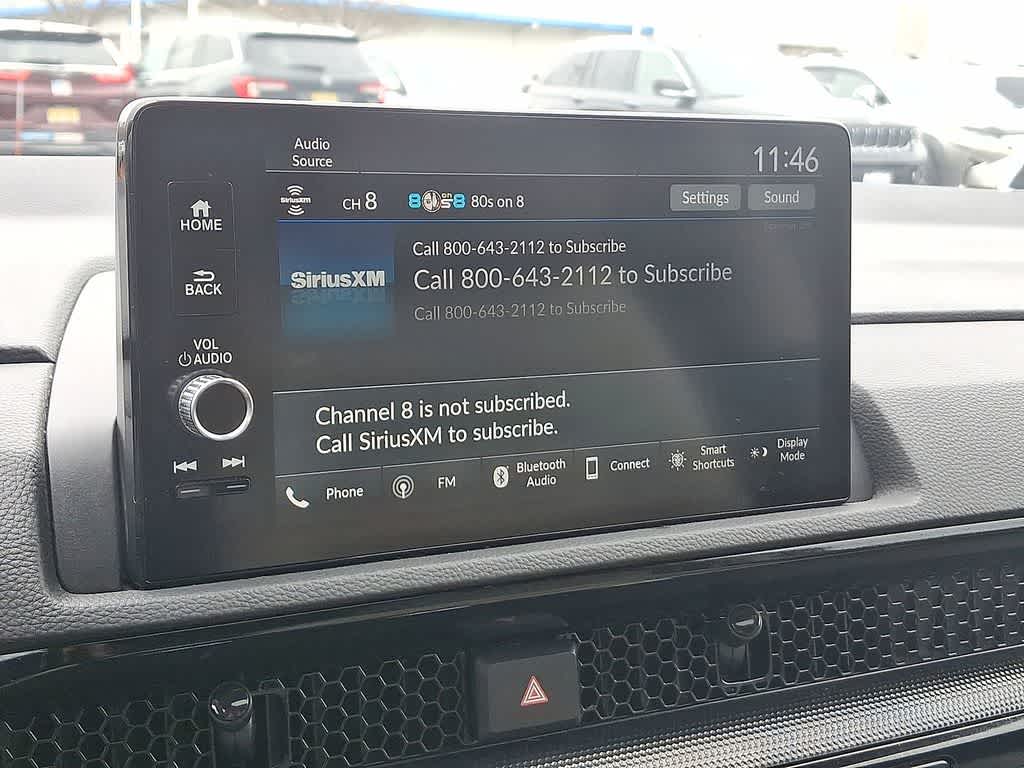 Audio
Source
11:46
SiriusXM
CH 8
8on8 80s on 8
Settings
Sound
HOME
BACK
VOL
AUDIO
SiriusXM
Call 800-643-2112 to Subscribe
Call 800-643-2112 to Subscribe
Call 800-643-2112 to Subscribe
Channel 8 is not subscribed.
Call SiriusXM to subscribe.
Phone
FM
Bluetooth
Audio
Connect
Smart
Shortcuts
Display
Mode